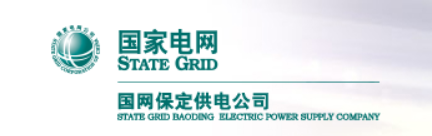 国家电网
STATE GRID
国网保定供电公司
STATE GRID BAODING ELECTRIC POWER SUPPLY COMPANY